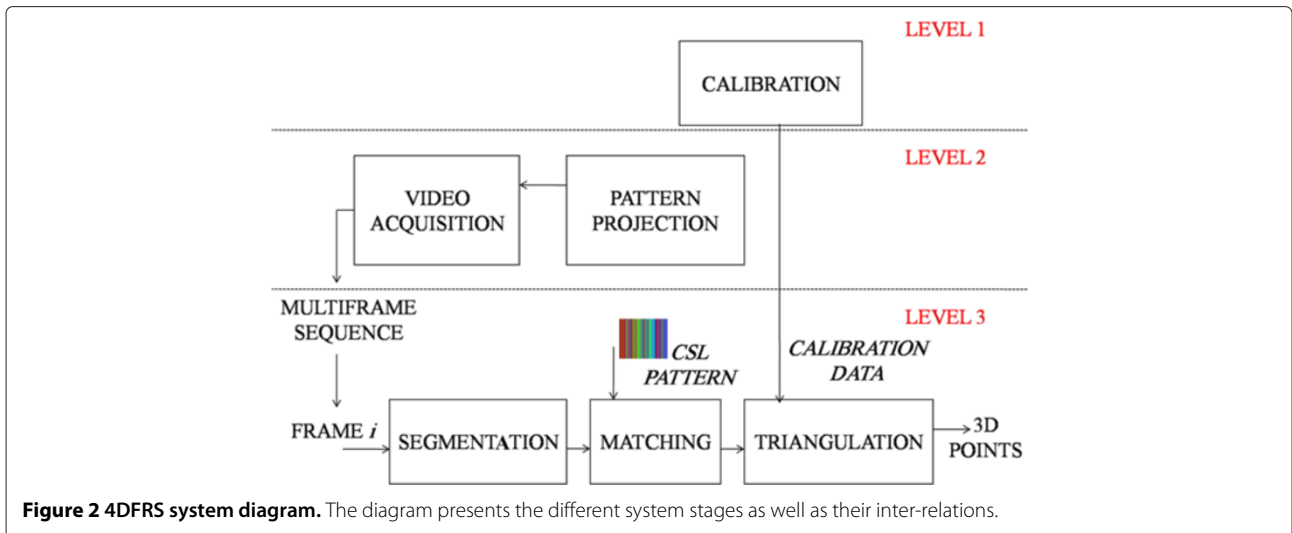 LEVEL 1
CALIBRATION
LEVEL 2
VIDEO
ACQUISITION
PATTERN
PROJECTION
MULTIFRAME
SEQUENCE
LEVEL 3
CSL
PATTERN
CALIBRATION
DATA
FRAME i
SEGMENTATION
MATCHING
TRIANGULATION
3D
POINTS
Figure 2 4DFRS system diagram. The diagram presents the different system stages as well as their inter-relations.